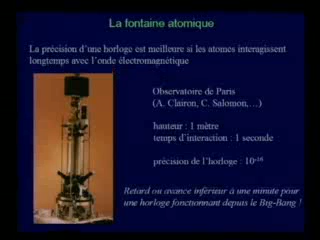 La fontaine atomique
La précision d'une horloge est meilleure si les atomes interagissent
longtemps avec l'onde électromagnétique
Observatoire de Paris
(A. Clairon, C. Salomon,…)
hauteur : 1 mètre
temps d'interaction : 1 seconde
précision de l'horloge : 10⁻¹⁶
Retard ou avance inférieur à une minute pour
une horloge fonctionnant depuis le Big-Bang !